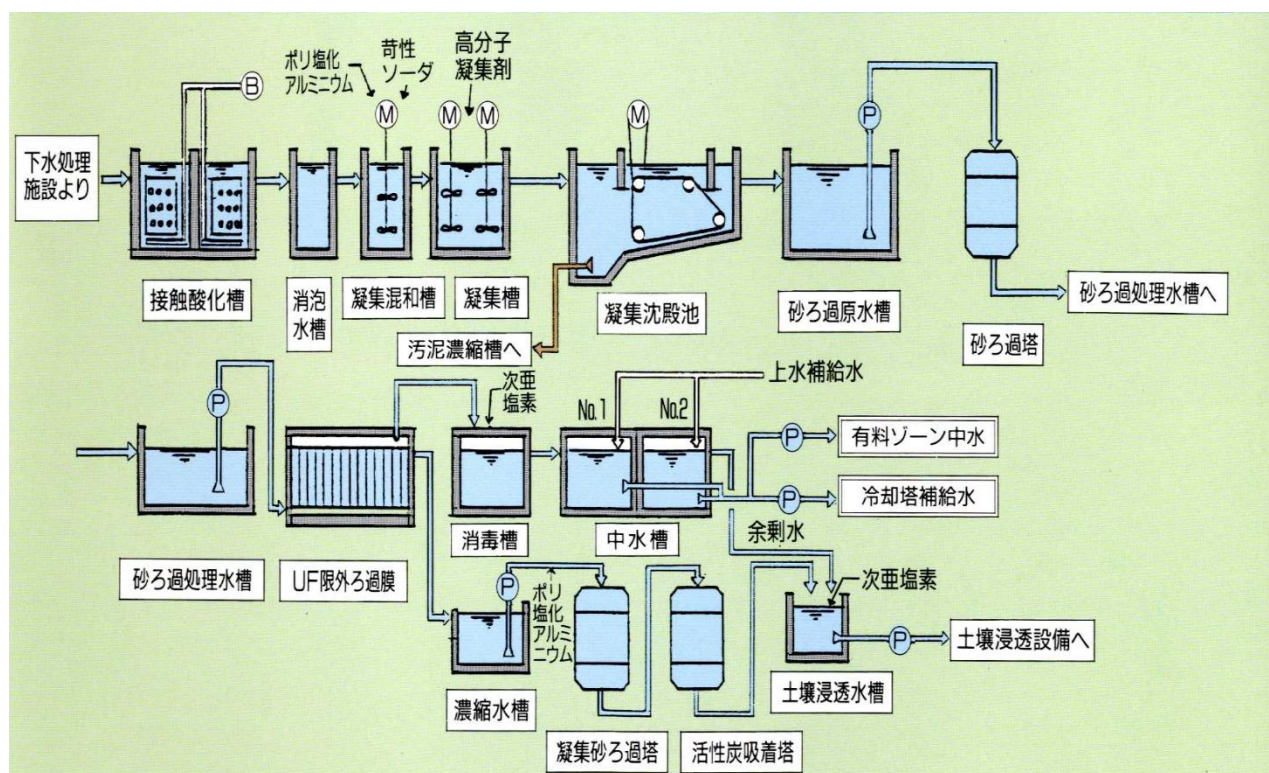 ポリ塩化
アルミニウム
苛性
ソーダ
高分子
凝集剤
B
M
M
M
M
P
下水処理
施設より
接触酸化槽
消泡
水槽
凝集混和槽
凝集槽
凝集沈殿池
砂ろ過原水槽
砂ろ過塔
砂ろ過処理水槽へ
汚泥濃縮槽へ
P
次亜
塩素
No.1
No.2
上水補給水
P
有料ゾーン中水
P
冷却塔補給水
砂ろ過処理水槽
UF限外ろ過膜
消毒槽
中水槽
余剰水
P
ポリ
塩化
アルミ
ニウム
次亜塩素
P
土壌浸透設備へ
濃縮水槽
凝集砂ろ過塔
活性炭吸着塔
土壌浸透水槽